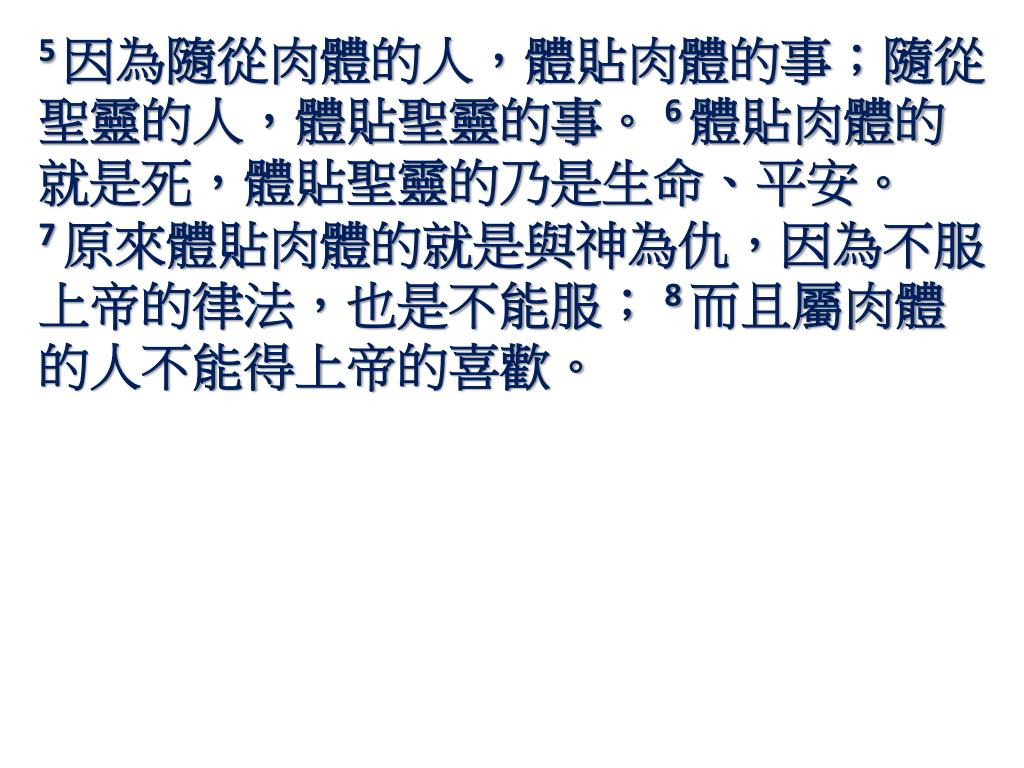 5 因為隨從肉體的人，體貼肉體的事；隨從
聖靈的人，體貼聖靈的事。 6 體貼肉體的
就是死，體貼聖靈的乃是生命、平安。
7 原來體貼肉體的就是與神為仇，因為不服
上帝的律法，也是不能服； 8 而且屬肉體
的人不能得上帝的喜歡。